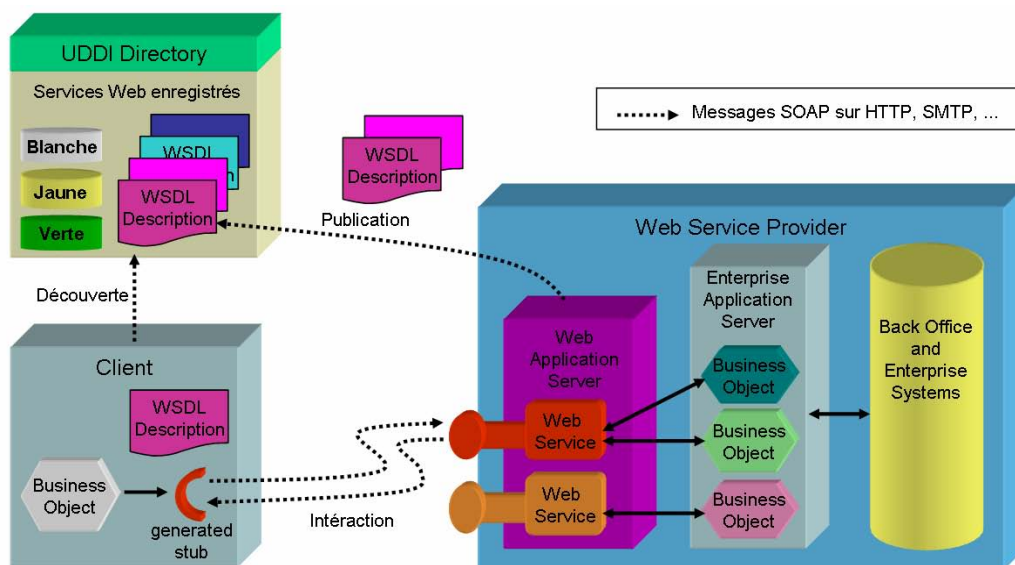 UDDI Directory
Services Web enregistrés
Blanche
Jaune
Verte
WSDL
n
WSDL
Description
WSDL
Description
Publication
Messages SOAP sur HTTP, SMTP, ...
Découverte
Client
WSDL
Description
Business
Object
generated
stub
Intéraction
Web Service Provider
Web
Application
Server
Web
Service
Web
Service
Enterprise
Application
Server
Business
Object
Business
Object
Business
Object
Back Office
and
Enterprise
Systems